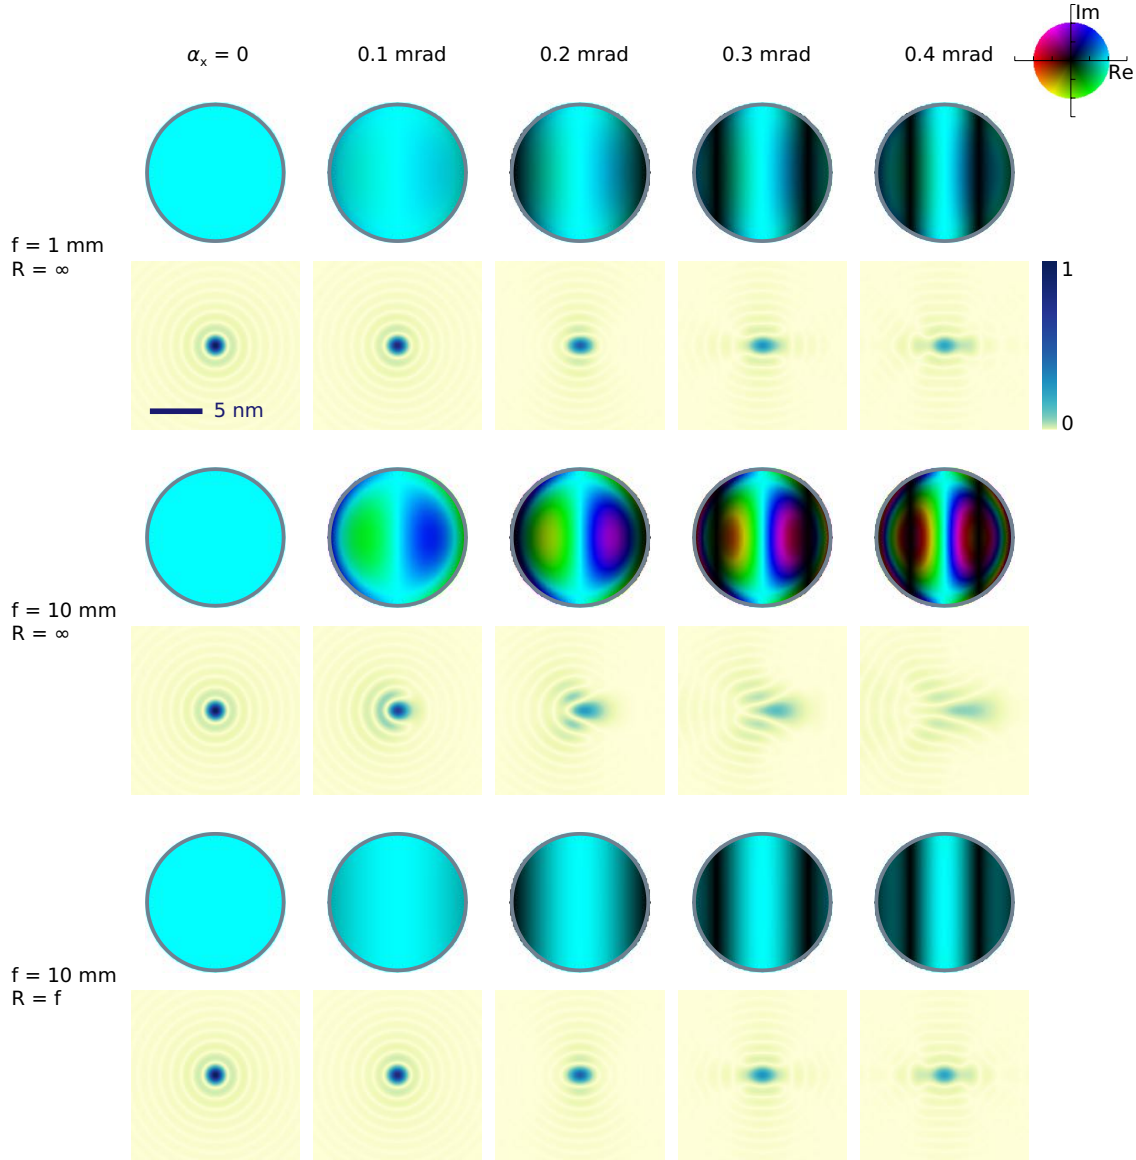 αx = 0 0.1 mrad 0.2 mrad 0.3 mrad 0.4 mrad
Im
Re
f = 1 mm
R = ∞
1
0
5 nm
f = 10 mm
R = ∞
f = 10 mm
R = f